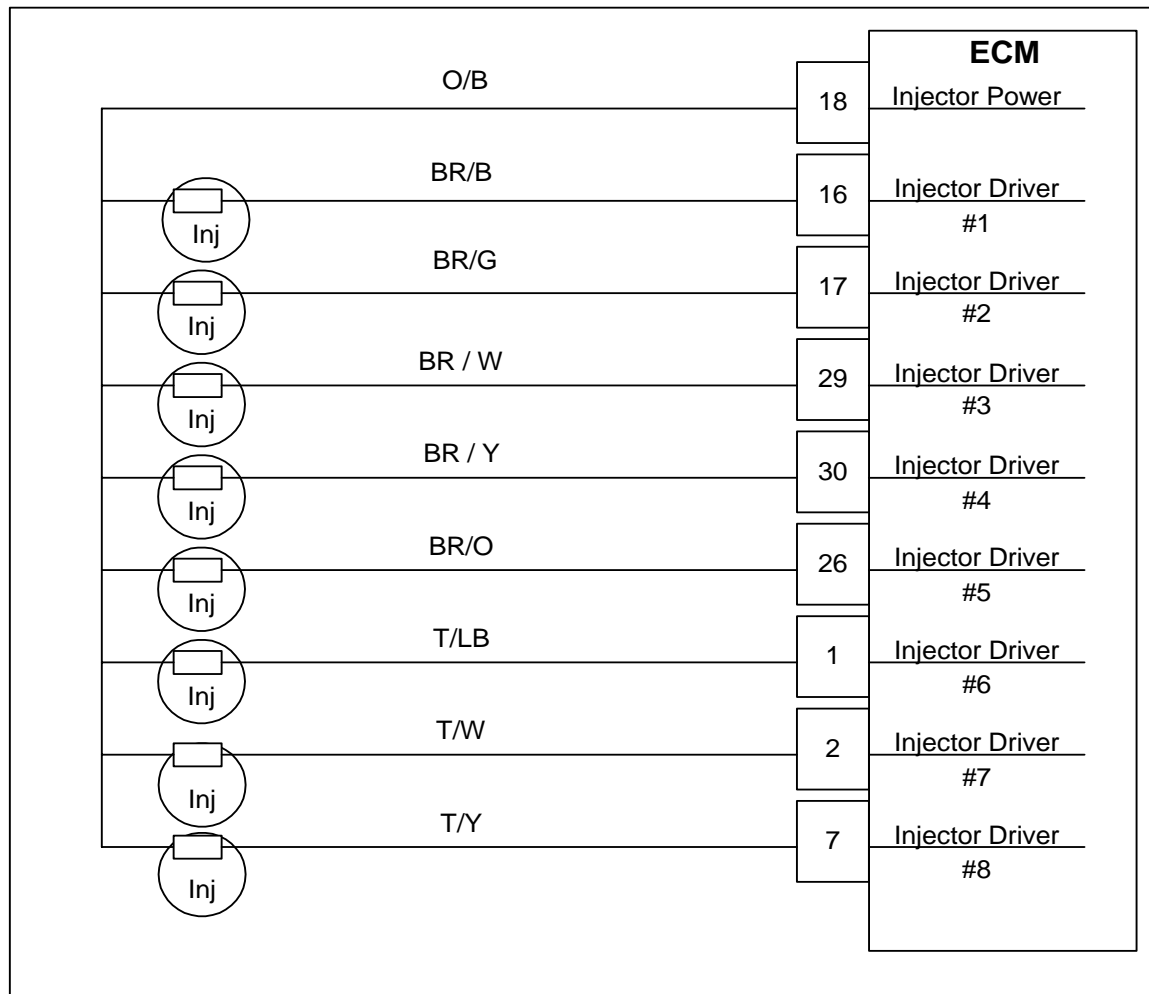 ECM
O/B
18
Injector Power
BR/B
16
Injector Driver
#1
Inj
BR/G
17
Injector Driver
#2
Inj
BR / W
29
Injector Driver
#3
Inj
BR / Y
30
Injector Driver
#4
Inj
BR/O
26
Injector Driver
#5
Inj
T/LB
1
Injector Driver
#6
Inj
T/W
2
Injector Driver
#7
Inj
T/Y
7
Injector Driver
#8
Inj